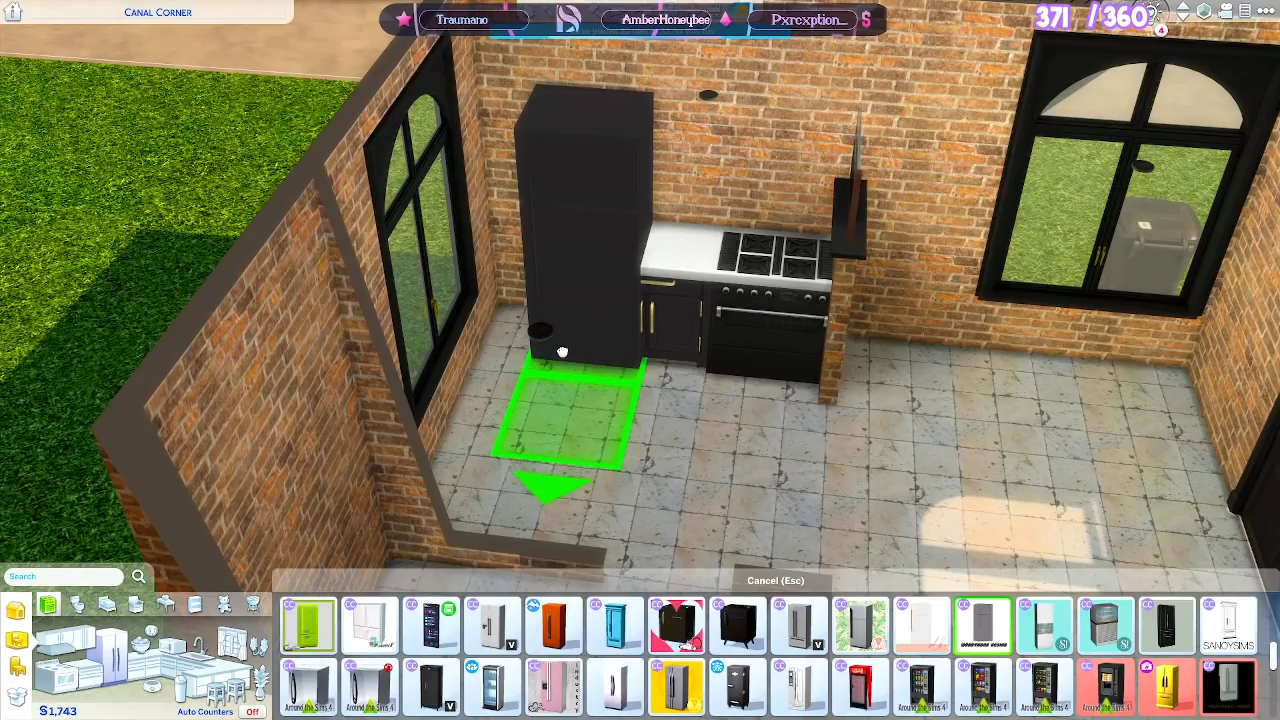 CANAL CORNER
Traumano
AmberHoneybee
Pxrcxption_
$
371 / 360
4
Cancel (Esc)
Search
CC
V
SANOYSIMS
Around the Sims 4
Around the Sims 4
V
Around the Sims 4
Around the Sims 4
Around the Sims 4
Around the Sims 4
§1,743
Auto Counters
Off